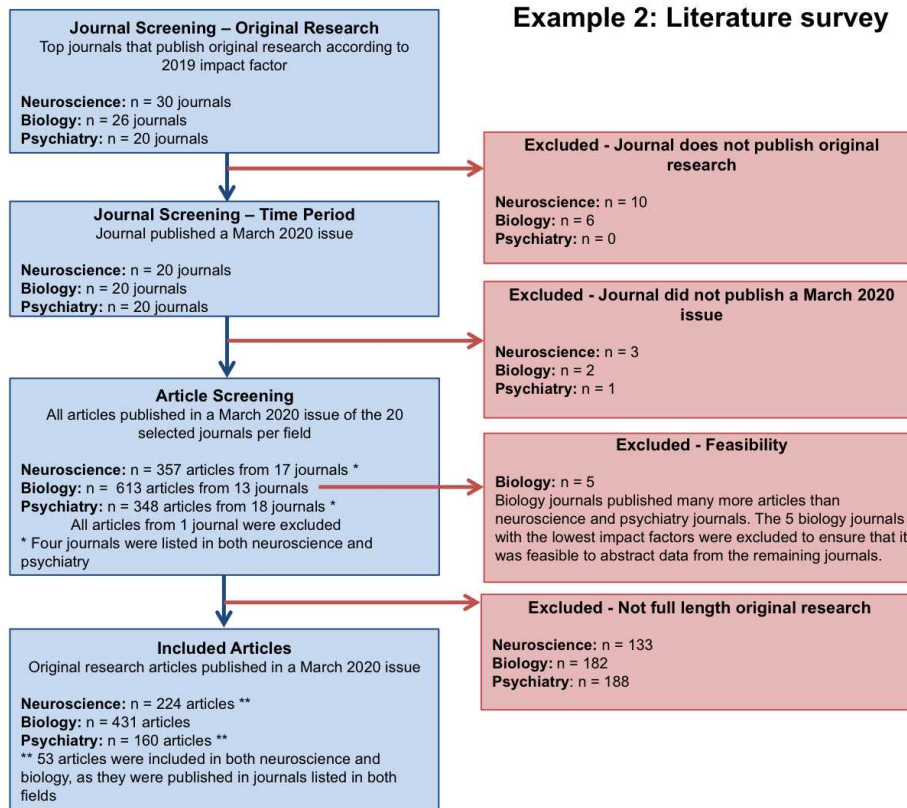 Example 2: Literature survey
Journal Screening – Original Research
Top journals that publish original research according to
2019 impact factor
Neuroscience: n = 30 journals
Biology: n = 26 journals
Psychiatry: n = 20 journals
Excluded - Journal does not publish original
research
Neuroscience: n = 10
Biology: n = 6
Psychiatry: n = 0
Journal Screening – Time Period
Journal published a March 2020 issue
Neuroscience: n = 20 journals
Biology: n = 20 journals
Psychiatry: n = 20 journals
Excluded - Journal did not publish a March 2020
issue
Neuroscience: n = 3
Biology: n = 2
Psychiatry: n = 1
Article Screening
All articles published in a March 2020 issue of the 20
selected journals per field
Neuroscience: n = 357 articles from 17 journals *
Biology: n = 613 articles from 13 journals
Psychiatry: n = 348 articles from 18 journals *
All articles from 1 journal were excluded
* Four journals were listed in both neuroscience and
psychiatry
Excluded - Feasibility
Biology: n = 5
Biology journals published many more articles than
neuroscience and psychiatry journals. The 5 biology journals
with the lowest impact factors were excluded to ensure that it
was feasible to abstract data from the remaining journals.
Excluded - Not full length original research
Neuroscience: n = 133
Biology: n = 182
Psychiatry: n = 188
Included Articles
Original research articles published in a March 2020 issue
Neuroscience: n = 224 articles **
Biology: n = 431 articles
Psychiatry: n = 160 articles **
** 53 articles were included in both neuroscience and
biology, as they were published in journals listed in both
fields